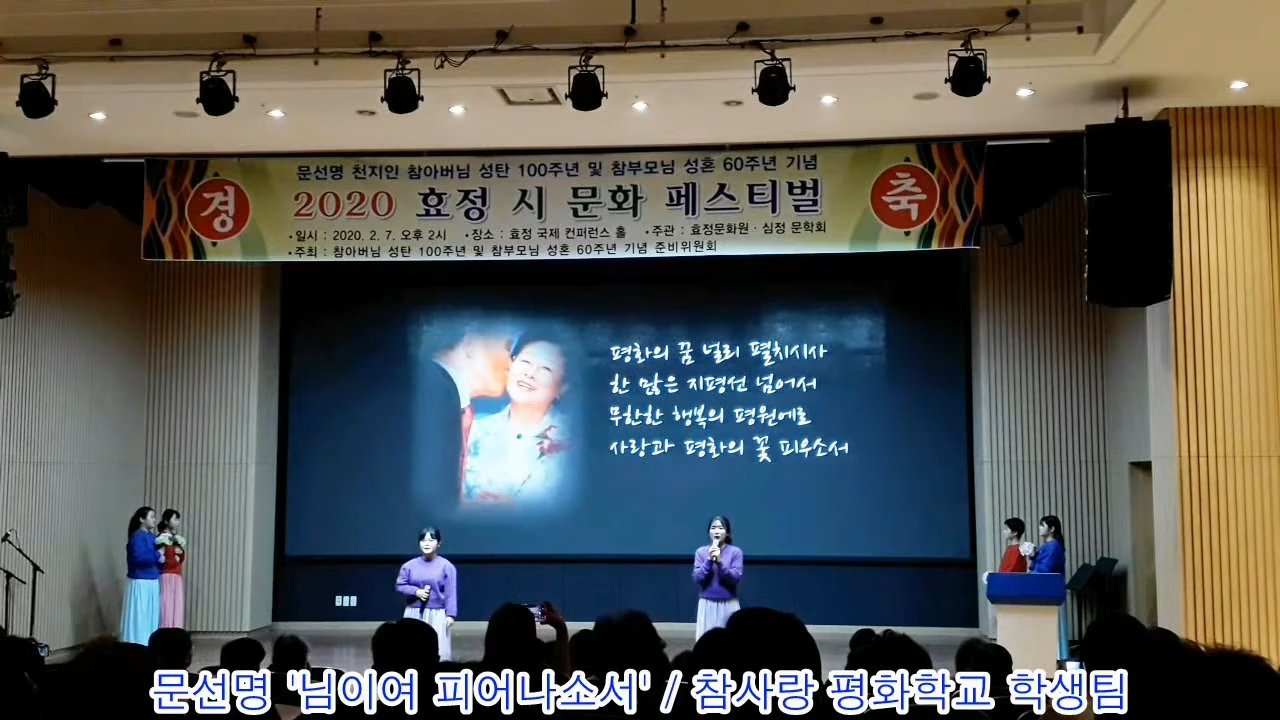 문선명 천지인 참아버님 성탄 100주년 및 참부모님 성혼 60주년 기념
경 2020 효정 시 문화 페스티벌 축
•일시 : 2020. 2. 7. 오후 2시 •장소 : 효정 국제 컨퍼런스 홀 •주관 : 효정문화원 · 심정 문학회
•주최 : 참아버님 성탄 100주년 및 참부모님 성혼 60주년 기념 준비위원회
평화의 꿈 널리 펼치시사
한 많은 지평선 넘어서
무한한 행복의 평원에로
사랑과 평화의 꽃 피우소서
문선명 '님이여 피어나소서' / 참사랑 평화학교 학생팀